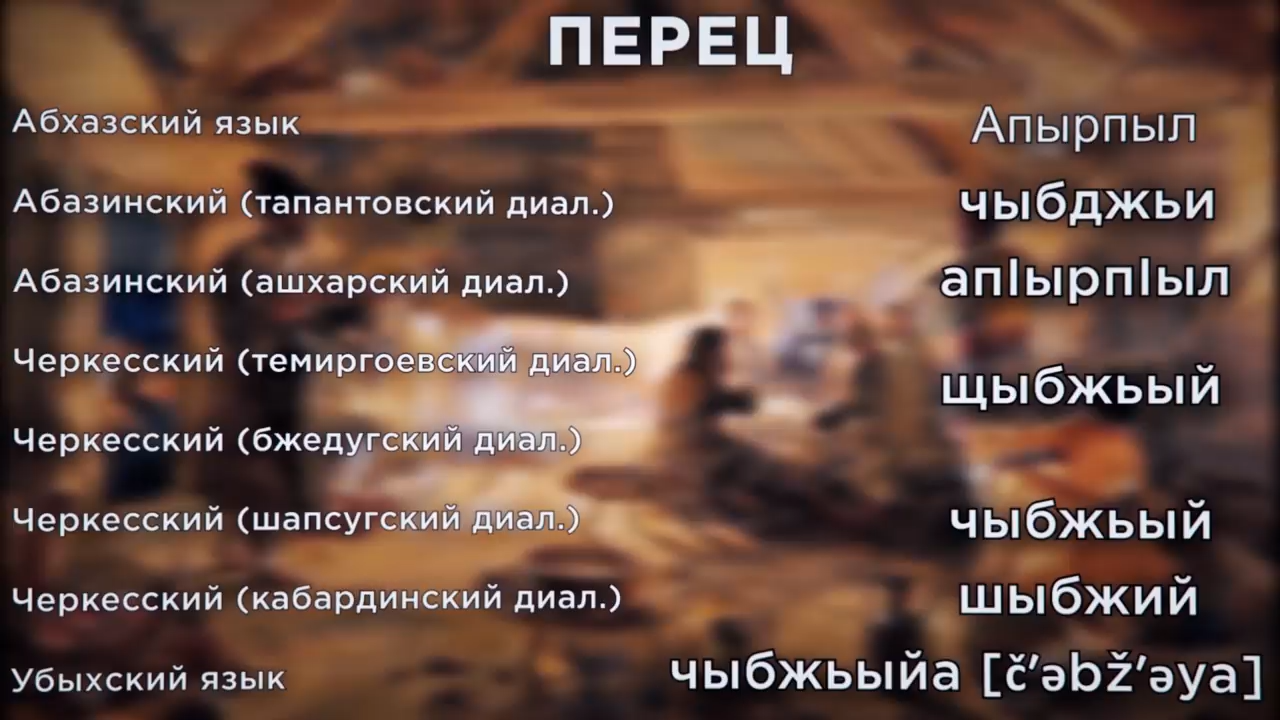 ПЕРЕЦ
Абхазский язык Апырпыл
Абазинский (тапантовский диал.) чыбджьи
Абазинский (ашхарский диал.) апӏырпӏыл
Черкесский (темиргоевский диал.)
щыбжьый
Черкесский (бжедугский диал.)
Черкесский (шапсугский диал.) чыбжьый
Черкесский (кабардинский диал.) шыбжий
Убыхский язык чыбжьыйа [č′əbž′əya]